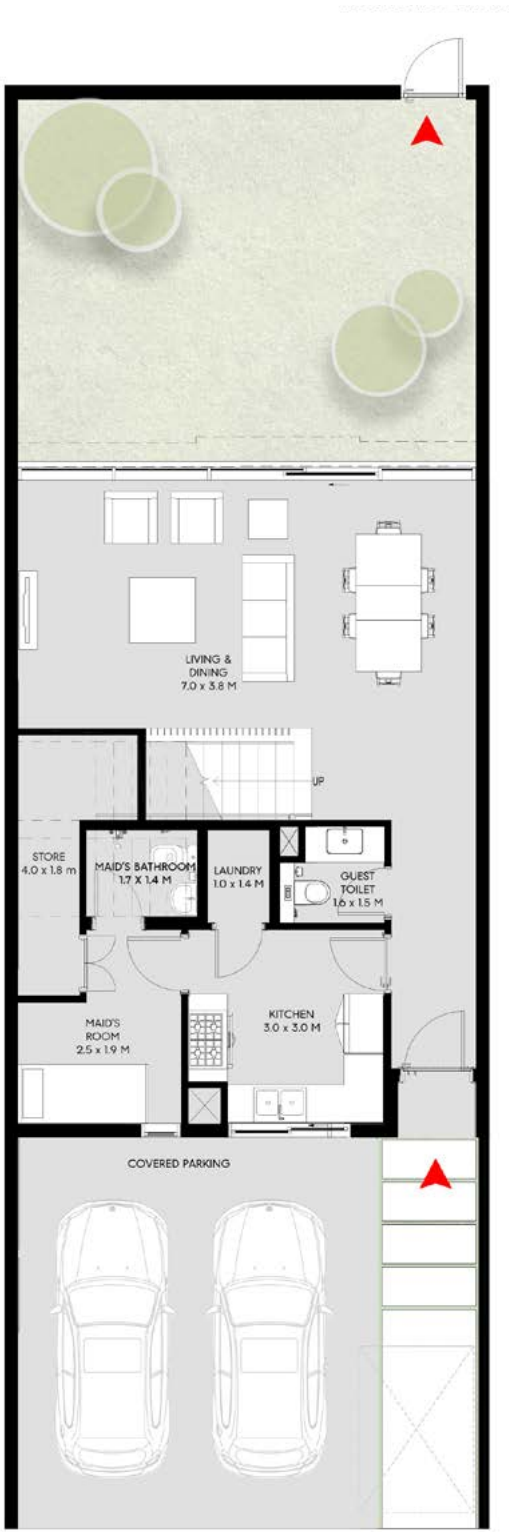 LIVING &
DINING
7.0 x 3.8 M
UP
STORE
4.0 x 1.8 m
MAID'S BATHROOM
1.7 X 1.4 M
LAUNDRY
1.0 x 1.4 M
GUEST
TOILET
1.6 x 1.5 M
MAID'S
ROOM
2.5 x 1.9 M
KITCHEN
3.0 x 3.0 M
COVERED PARKING